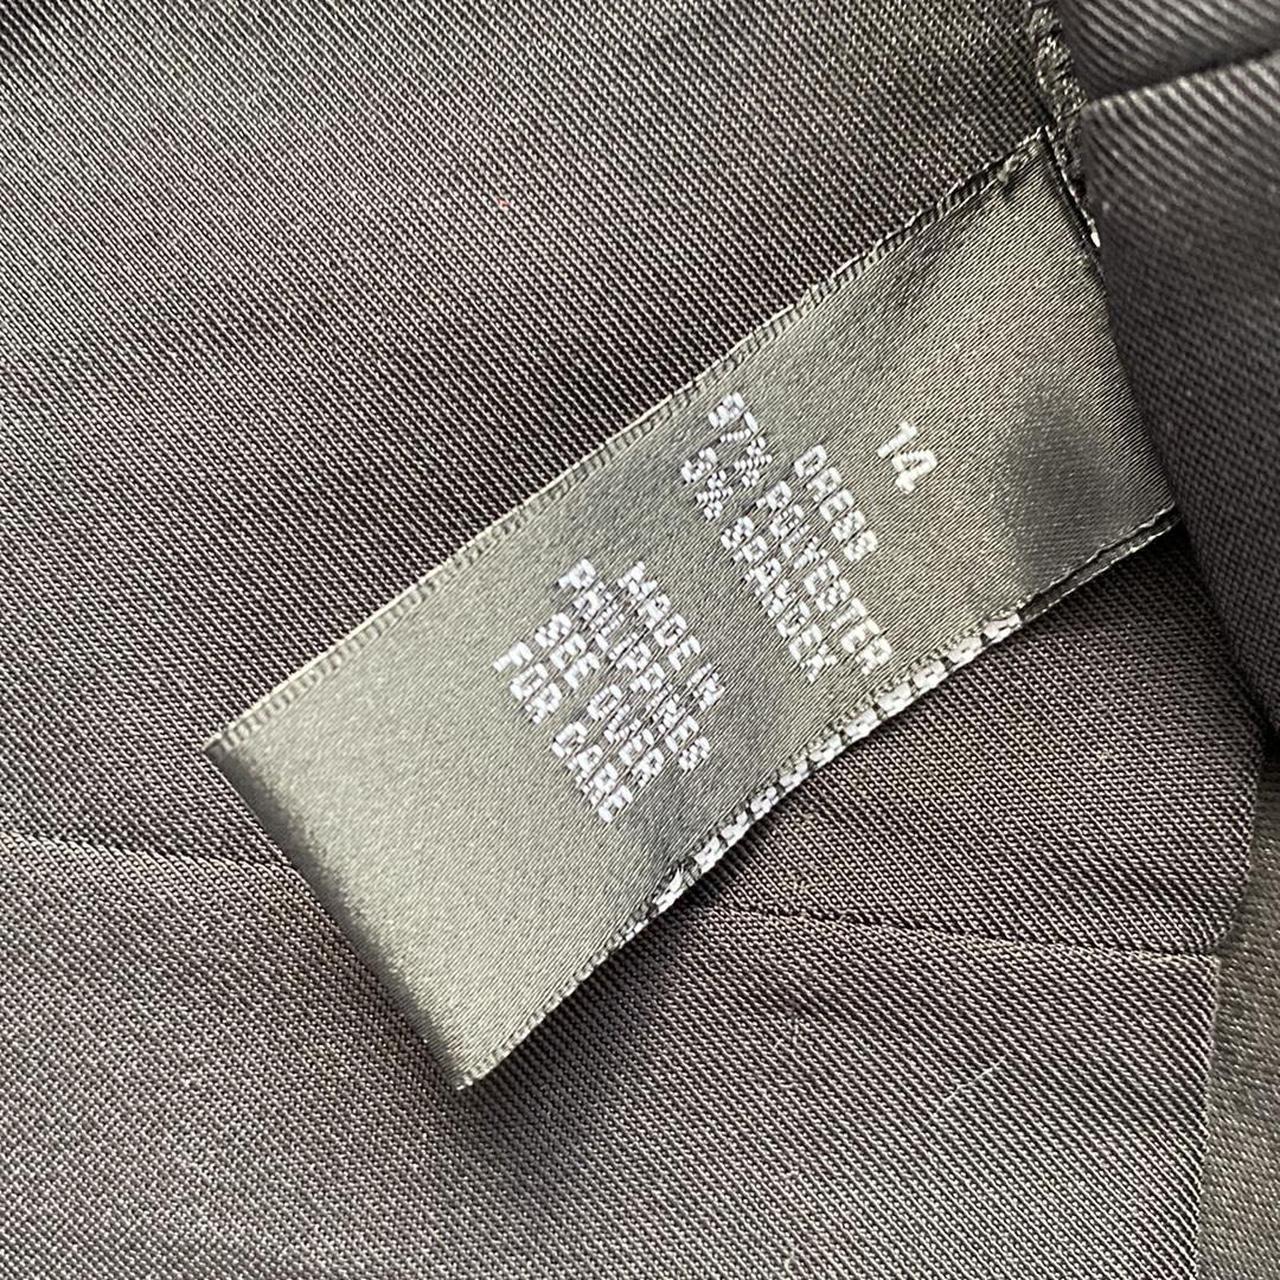 14
DRESS
97% POLYESTER
3% SPANDEX
MADE IN
PHILIPPINES
SEE OVER
FOR CARE